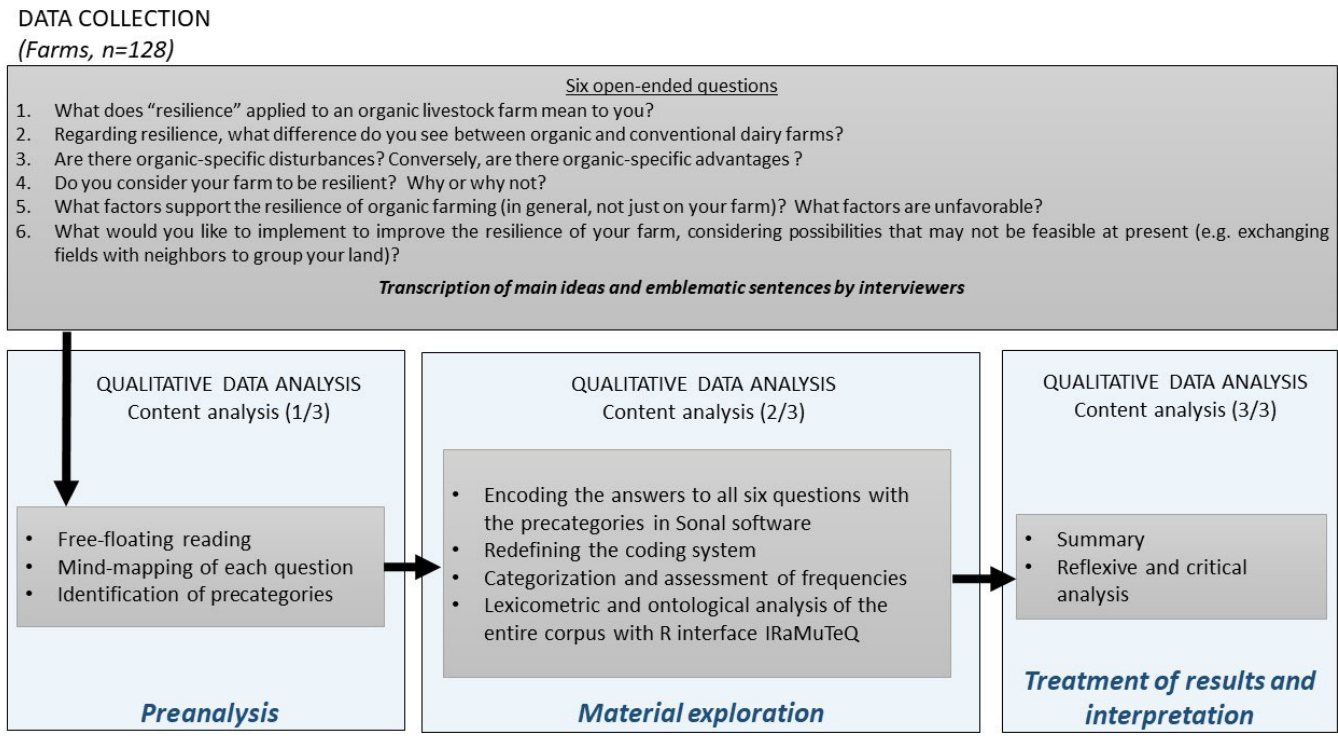 DATA COLLECTION
(Farms, n=128)
Six open-ended questions
1. What does “resilience” applied to an organic livestock farm mean to you?
2. Regarding resilience, what difference do you see between organic and conventional dairy farms?
3. Are there organic-specific disturbances? Conversely, are there organic-specific advantages ?
4. Do you consider your farm to be resilient? Why or why not?
5. What factors support the resilience of organic farming (in general, not just on your farm)? What factors are unfavorable?
6. What would you like to implement to improve the resilience of your farm, considering possibilities that may not be feasible at present (e.g. exchanging
fields with neighbors to group your land)?
Transcription of main ideas and emblematic sentences by interviewers
QUALITATIVE DATA ANALYSIS
Content analysis (1/3)
• Free-floating reading
• Mind-mapping of each question
• Identification of precategories
Preanalysis
QUALITATIVE DATA ANALYSIS
Content analysis (2/3)
• Encoding the answers to all six questions with
the precategories in Sonal software
• Redefining the coding system
• Categorization and assessment of frequencies
• Lexicometric and ontological analysis of the
entire corpus with R interface IRaMuTeQ
Material exploration
QUALITATIVE DATA ANALYSIS
Content analysis (3/3)
• Summary
• Reflexive and critical
analysis
Treatment of results and
interpretation